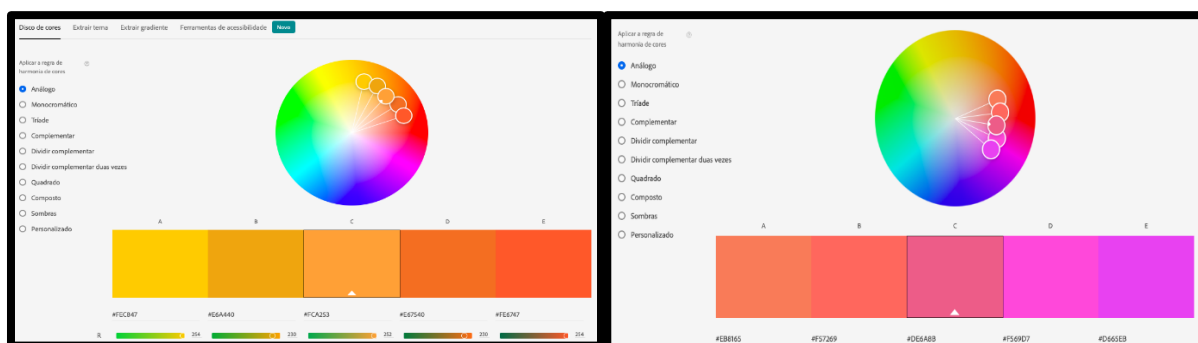 Disco de cores Extrair tema Extrair gradiente Ferramentas de acessibilidade Novo
Aplicar a regra de
harmonia de cores
Análogo
Monocromático
Tríade
Complementar
Dividir complementar
Dividir complementar duas vezes
Quadrado
Composto
Sombras
Personalizado
A B C D E
#FEC847 #E6A440 #FCA253 #E67540 #FE6747
R 254 230 252 230 254
Aplicar a regra de
harmonia de cores
Análogo
Monocromático
Tríade
Complementar
Dividir complementar
Dividir complementar duas vezes
Quadrado
Composto
Sombras
Personalizado
A B C D E
#EB8165 #F57269 #DE6A8B #F569D7 #D665EB